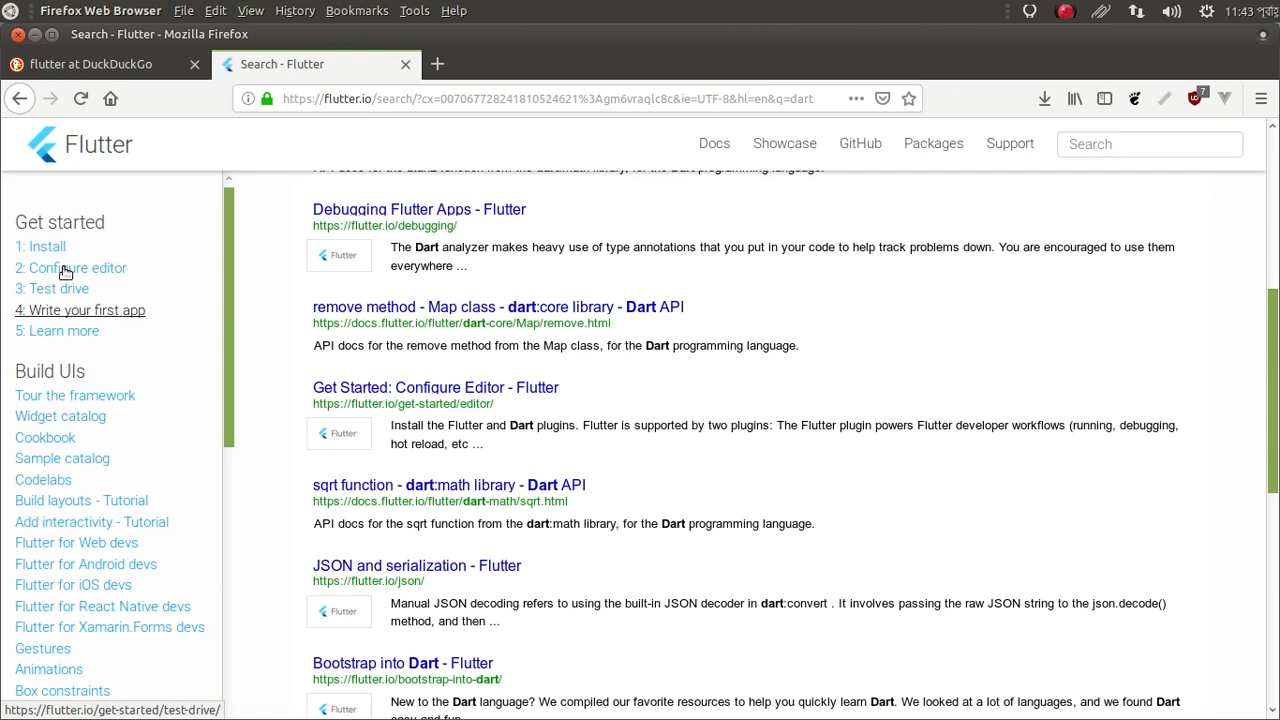 Firefox Web Browser File Edit View History Bookmarks Tools Help
11:43
Search - Flutter - Mozilla Firefox
flutter at DuckDuckGo
Search - Flutter
https://flutter.io/search/?cx=007067728241810524621%3Agm6vraqlc8c&ie=UTF-8&hl=en&q=dart
7
Flutter
Docs Showcase GitHub Packages Support Search
Get started
1: Install
2: Configure editor
3: Test drive
4: Write your first app
5: Learn more
Build UIs
Tour the framework
Widget catalog
Cookbook
Sample catalog
Codelabs
Build layouts - Tutorial
Add interactivity - Tutorial
Flutter for Web devs
Flutter for Android devs
Flutter for iOS devs
Flutter for React Native devs
Flutter for Xamarin.Forms devs
Gestures
Animations
Box constraints
https://flutter.io/get-started/test-drive/
Debugging Flutter Apps - Flutter
https://flutter.io/debugging/
Flutter
The Dart analyzer makes heavy use of type annotations that you put in your code to help track problems down. You are encouraged to use them
everywhere ...
remove method - Map class - dart:core library - Dart API
https://docs.flutter.io/flutter/dart-core/Map/remove.html
API docs for the remove method from the Map class, for the Dart programming language.
Get Started: Configure Editor - Flutter
https://flutter.io/get-started/editor/
Flutter
Install the Flutter and Dart plugins. Flutter is supported by two plugins: The Flutter plugin powers Flutter developer workflows (running, debugging,
hot reload, etc ...
sqrt function - dart:math library - Dart API
https://docs.flutter.io/flutter/dart-math/sqrt.html
API docs for the sqrt function from the dart:math library, for the Dart programming language.
JSON and serialization - Flutter
https://flutter.io/json/
Flutter
Manual JSON decoding refers to using the built-in JSON decoder in dart:convert . It involves passing the raw JSON string to the json.decode()
method, and then ...
Bootstrap into Dart - Flutter
https://flutter.io/bootstrap-into-dart/
Flutter
New to the Dart language? We compiled our favorite resources to help you quickly learn Dart. We looked at a lot of languages, and we found Dart